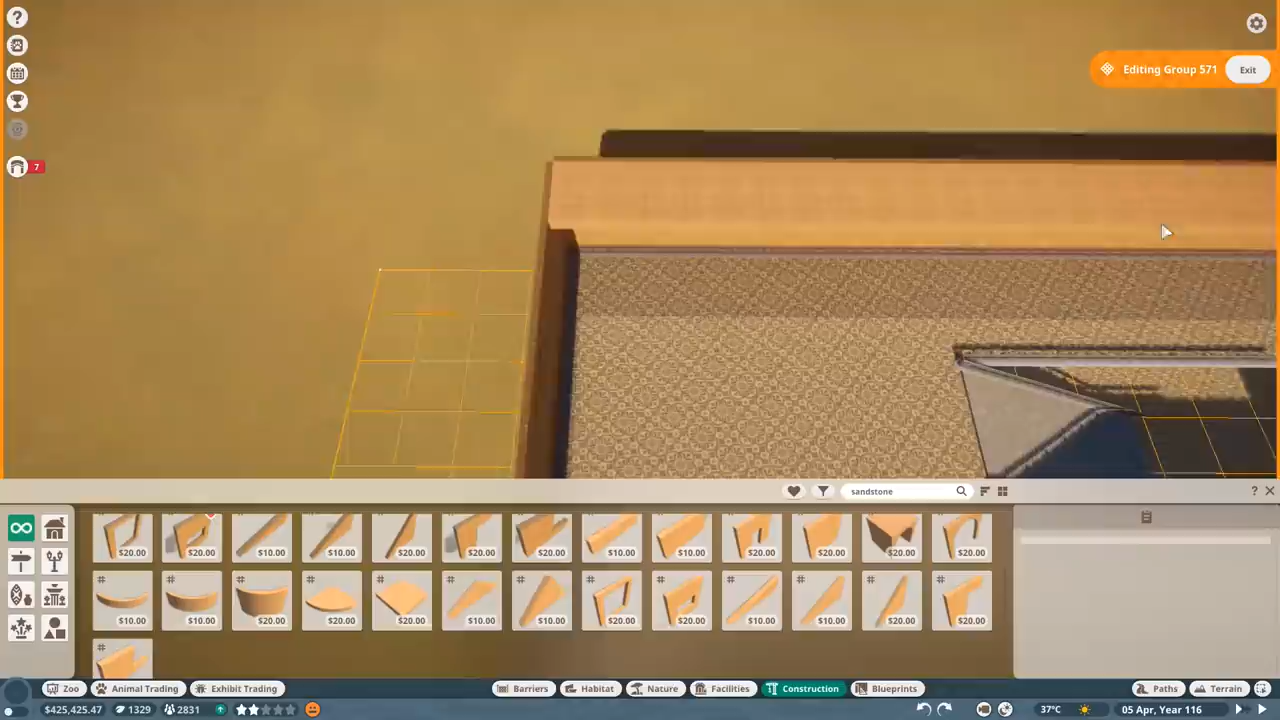 ?
Editing Group 571
Exit
7
sandstone
?
$20.00 $20.00 $10.00 $10.00 $20.00 $20.00 $20.00 $10.00 $10.00 $20.00 $20.00 $20.00 $20.00
$10.00 $10.00 $20.00 $20.00 $20.00 $10.00 $10.00 $20.00 $20.00 $10.00 $10.00 $20.00 $20.00
Zoo Animal Trading Exhibit Trading Barriers Habitat Nature Facilities Construction Blueprints Paths Terrain
$425,425.47 1329 2831 37°C 05 Apr, Year 116